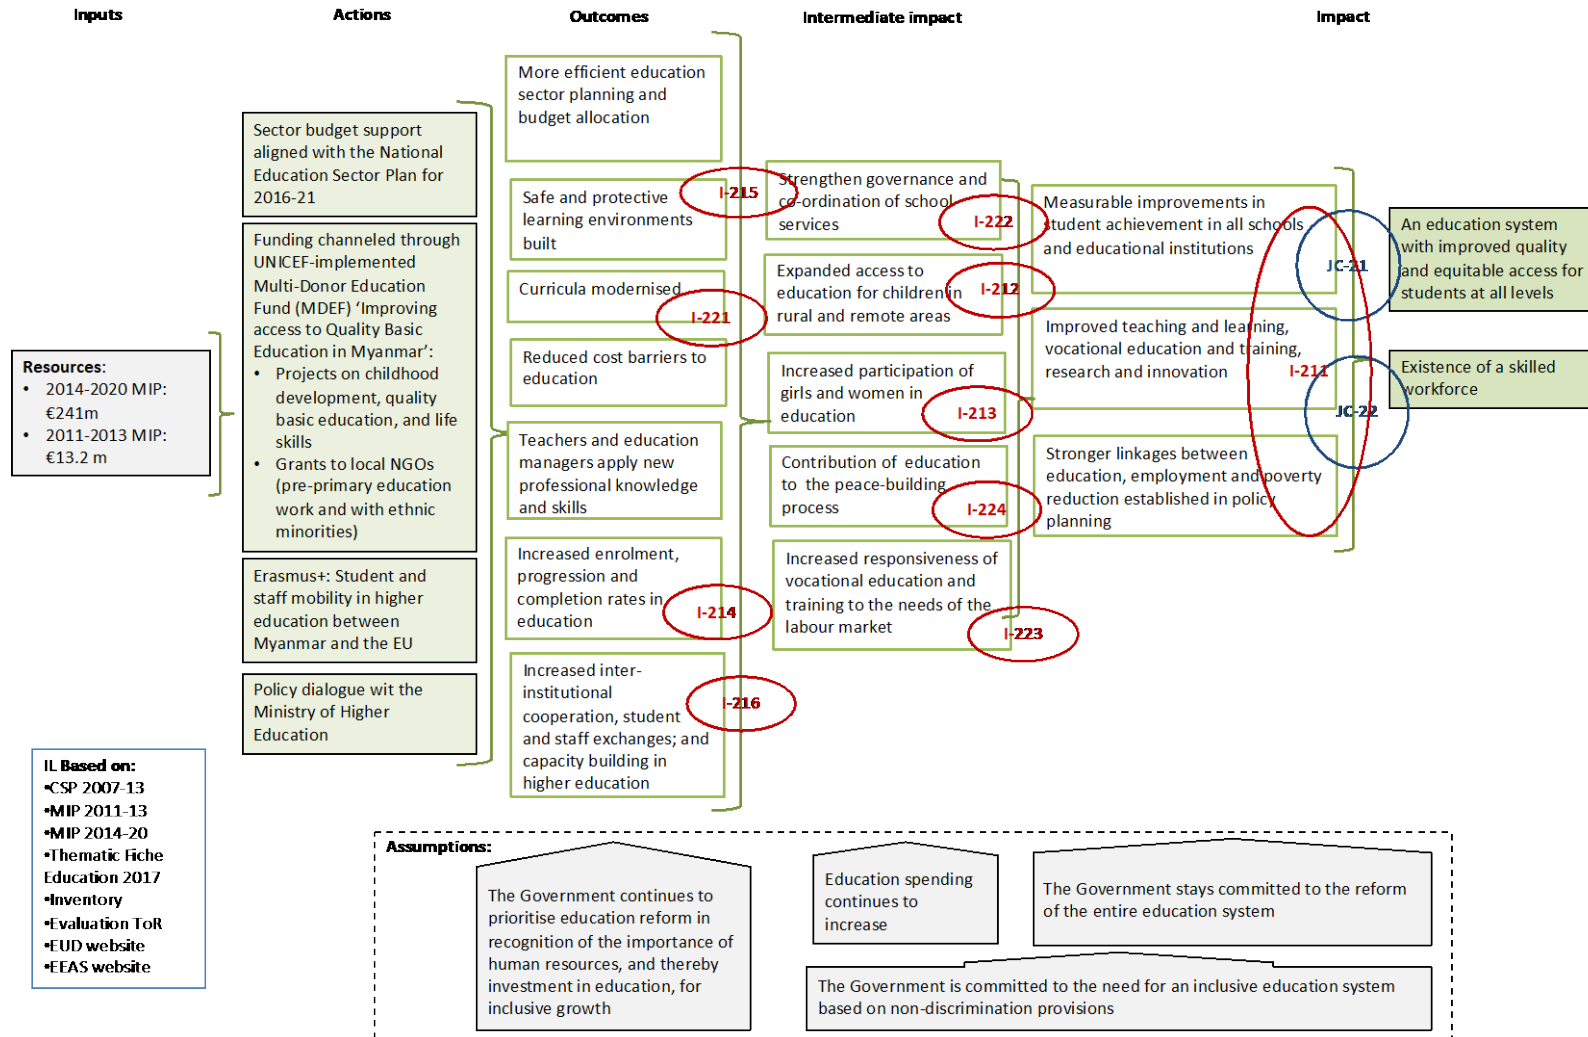 Inputs
Actions
Outcomes
Intermediate impact
Impact
Resources:
• 2014-2020 MIP:
€241m
• 2011-2013 MIP:
€13.2 m
IL Based on:
•CSP 2007-13
•MIP 2011-13
•MIP 2014-20
•Thematic Fiche
Education 2017
•Inventory
•Evaluation ToR
•EUD website
•EEAS website
Sector budget support
aligned with the National
Education Sector Plan for
2016-21
Funding channeled through
UNICEF-implemented
Multi-Donor Education
Fund (MDEF) ‘Improving
access to Quality Basic
Education in Myanmar’:
• Projects on childhood
development, quality
basic education, and life
skills
• Grants to local NGOs
(pre-primary education
work and with ethnic
minorities)
Erasmus+: Student and
staff mobility in higher
education between
Myanmar and the EU
Policy dialogue wit the
Ministry of Higher
Education
More efficient education
sector planning and
budget allocation
Safe and protective
learning environments
built
I-215
Curricula modernised
I-221
Reduced cost barriers to
education
Teachers and education
managers apply new
professional knowledge
and skills
Increased enrolment,
progression and
completion rates in
education
I-214
Increased inter-
institutional
cooperation, student
and staff exchanges; and
capacity building in
higher education
I-216
Strengthen governance and
co-ordination of school
services
I-222
Expanded access to
education for children in
rural and remote areas
I-212
Increased participation of
girls and women in
education
I-213
Contribution of education
to the peace-building
process
I-224
Increased responsiveness of
vocational education and
training to the needs of the
labour market
I-223
Measurable improvements in
student achievement in all schools
and educational institutions
JC-21
Improved teaching and learning,
vocational education and training,
research and innovation
I-211
JC-22
Stronger linkages between
education, employment and poverty
reduction established in policy
planning
An education system
with improved quality
and equitable access for
students at all levels
Existence of a skilled
workforce
Assumptions:
The Government continues to
prioritise education reform in
recognition of the importance of
human resources, and thereby
investment in education, for
inclusive growth
Education spending
continues to
increase
The Government stays committed to the reform
of the entire education system
The Government is committed to the need for an inclusive education system
based on non-discrimination provisions